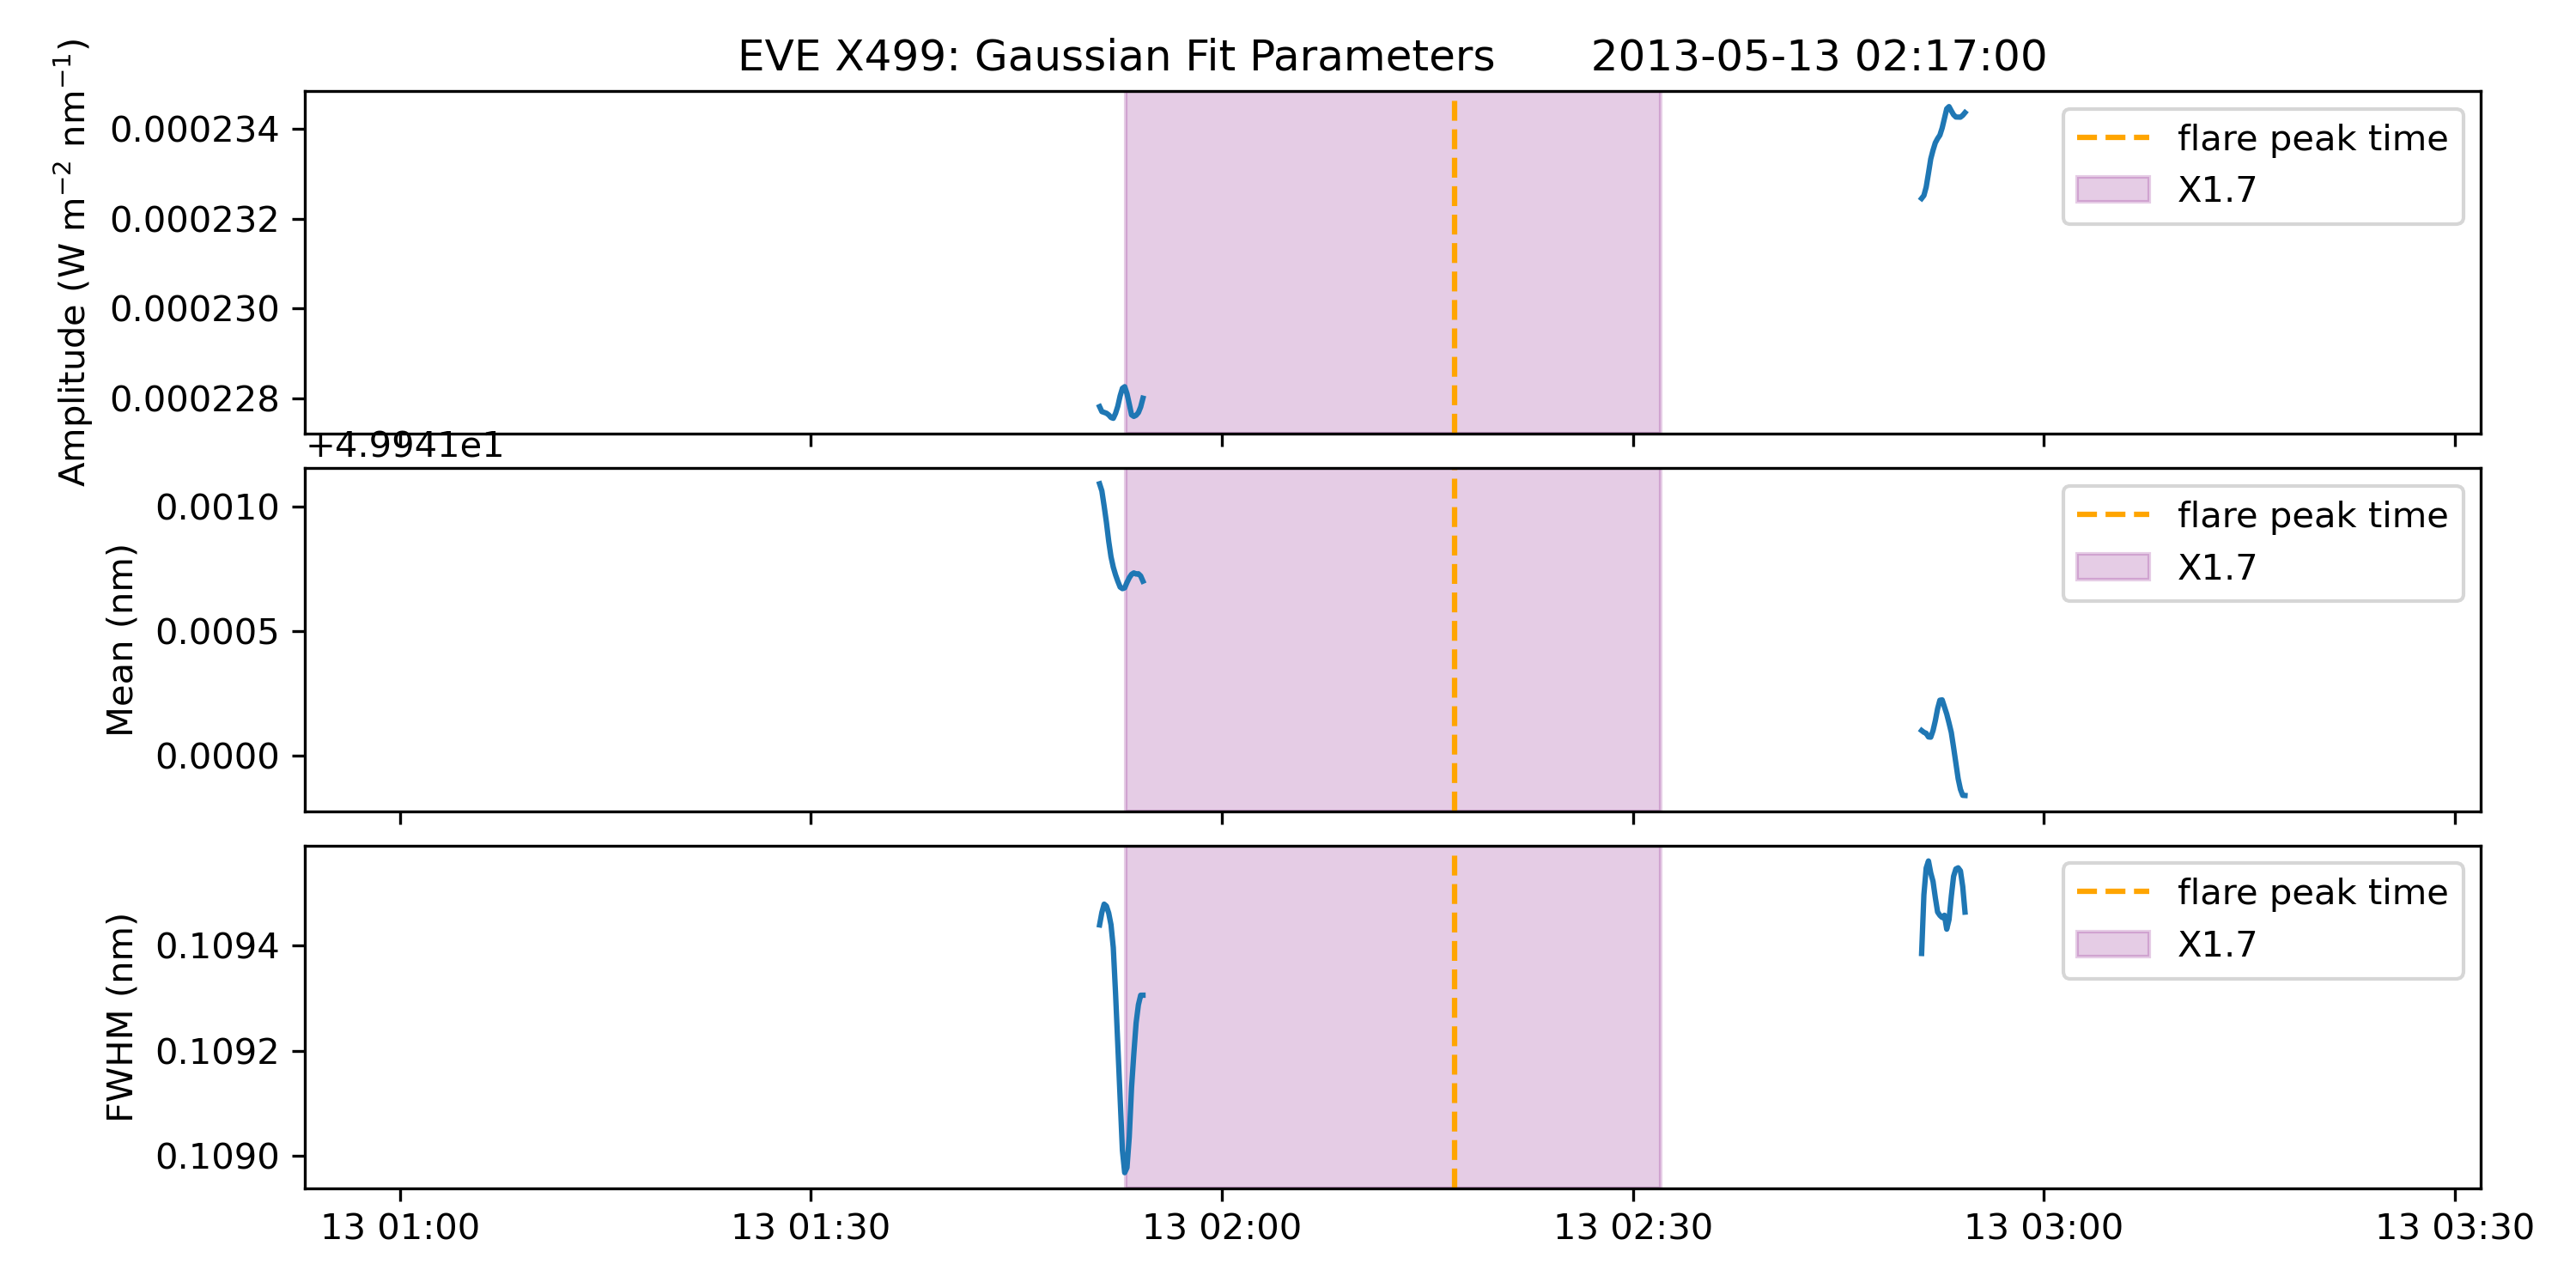 EVE X499: Gaussian Fit Parameters 2013-05-13 02:17:00
Amplitude (W m⁻² nm⁻¹)
0.000234
0.000232
0.000230
0.000228
flare peak time
X1.7
+4.9941e1
Mean (nm)
0.0010
0.0005
0.0000
flare peak time
X1.7
FWHM (nm)
0.1094
0.1092
0.1090
flare peak time
X1.7
13 01:00 13 01:30 13 02:00 13 02:30 13 03:00 13 03:30